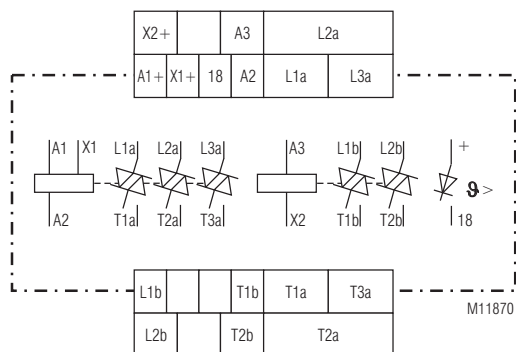 X2+ A3 L2a
A1+ X1+ 18 A2 L1a L3a
A1 X1 L1a L2a L3a A3 L1b L2b +
ϑ >
A2 T1a T2a T3a X2 T1b T2b 18
L1b T1b T1a T3a
M11870
L2b T2b T2a